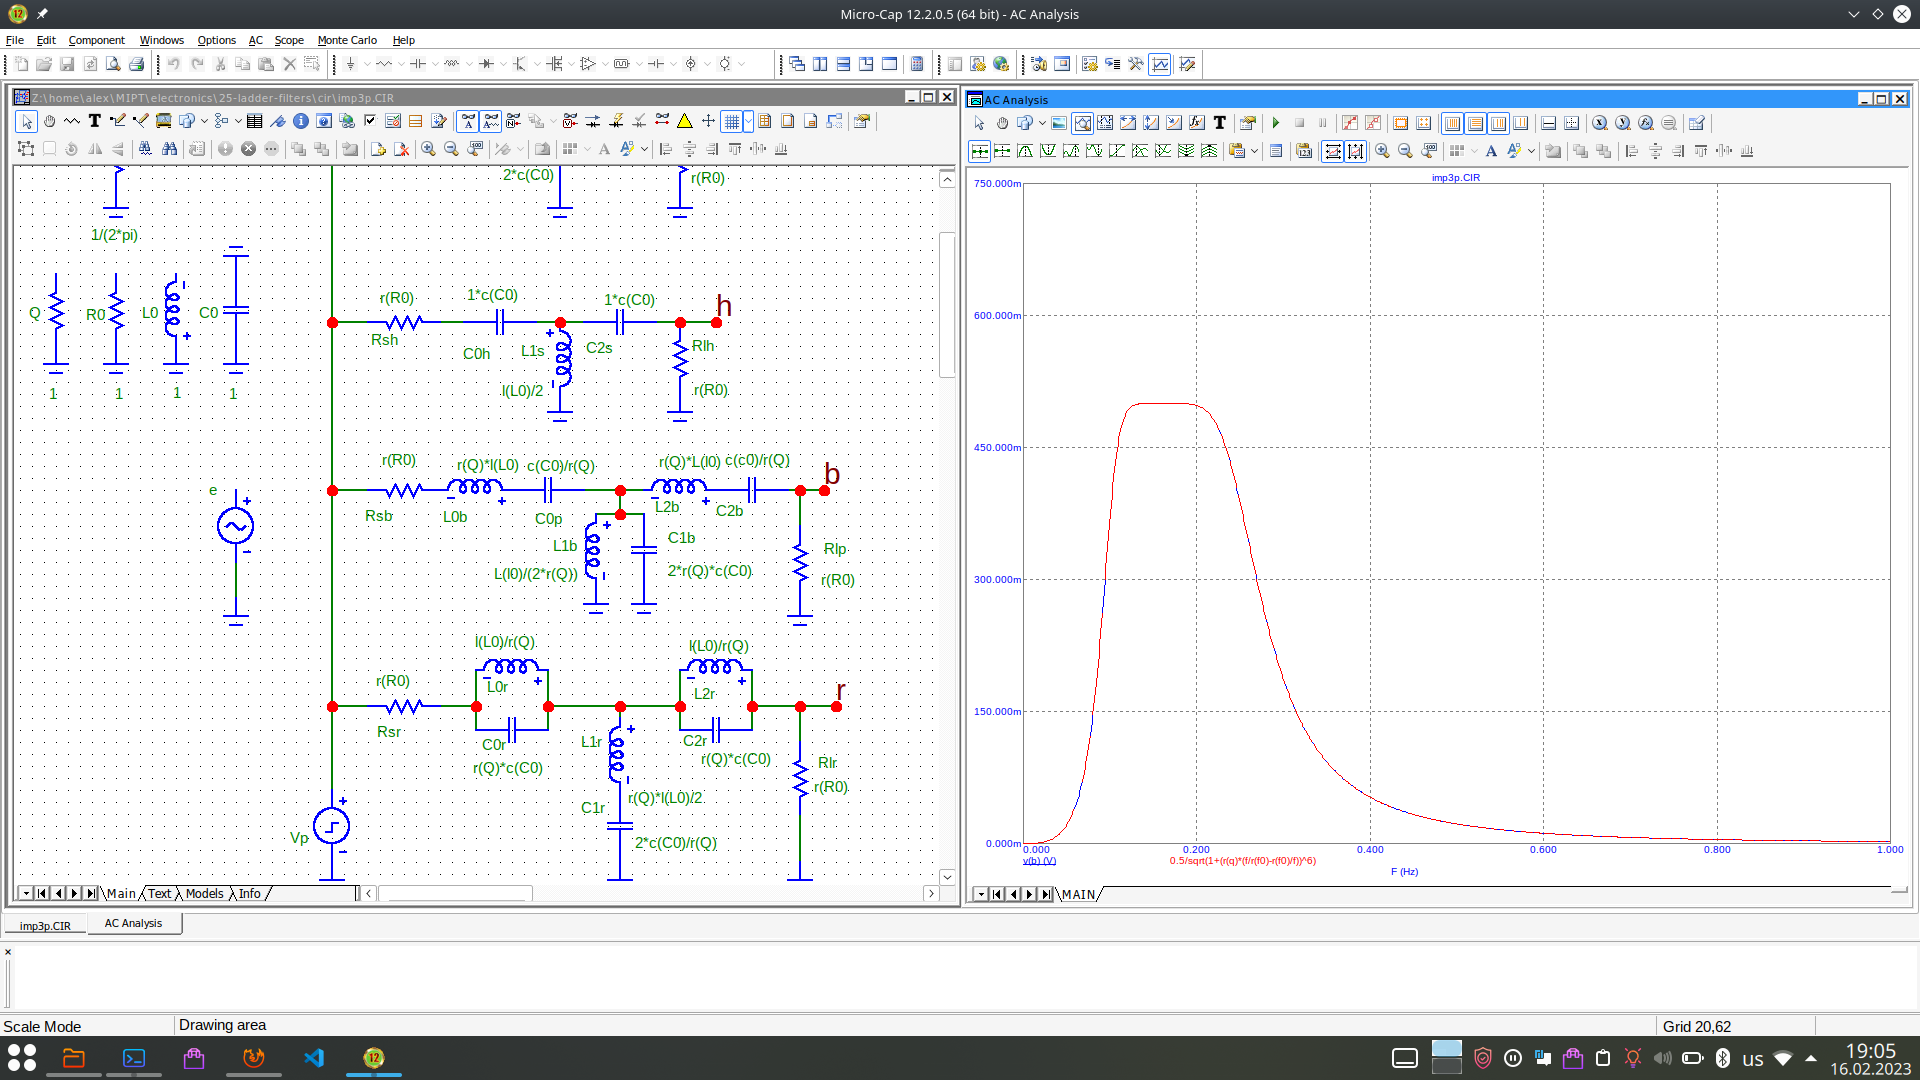 Micro-Cap 12.2.0.5 (64 bit) - AC Analysis
File Edit Component Windows Options AC Scope Monte Carlo Help
Z:\home\alex\MIPT\electronics\25-ladder-filters\cir\imp3p.CIR
2*c(C0)
r(R0)
1/(2*pi)
Q
R0
L0
C0
1
1
1
1
r(R0)
1*c(C0)
1*c(C0)
h
Rsh
C0h
L1s
C2s
Rlh
l(L0)/2
r(R0)
r(R0)
r(Q)*l(L0)
c(C0)/r(Q)
r(Q)*L(l0)
c(c0)/r(Q)
b
e
Rsb
L0b
C0p
L2b
C2b
L1b
C1b
Rlp
L(l0)/(2*r(Q))
2*r(Q)*c(C0)
r(R0)
l(L0)/r(Q)
l(L0)/r(Q)
r(R0)
L0r
L2r
r
Rsr
C0r
L1r
C2r
r(Q)*c(C0)
r(Q)*c(C0)
Rlr
r(R0)
r(Q)*l(L0)/2
C1r
2*c(C0)/r(Q)
Vp
Main Text Models Info
AC Analysis
imp3p.CIR
750.000m
600.000m
450.000m
300.000m
150.000m
0.000m
0.000 0.200 0.400 0.600 0.800 1.000
v(b) (V)
0.5/sqrt(1+(r(q)*(f/r(f0)-r(f0)/f))^6)
F (Hz)
MAIN
imp3p.CIR
AC Analysis
Scale Mode
Drawing area
Grid 20,62
us
19:05
16.02.2023